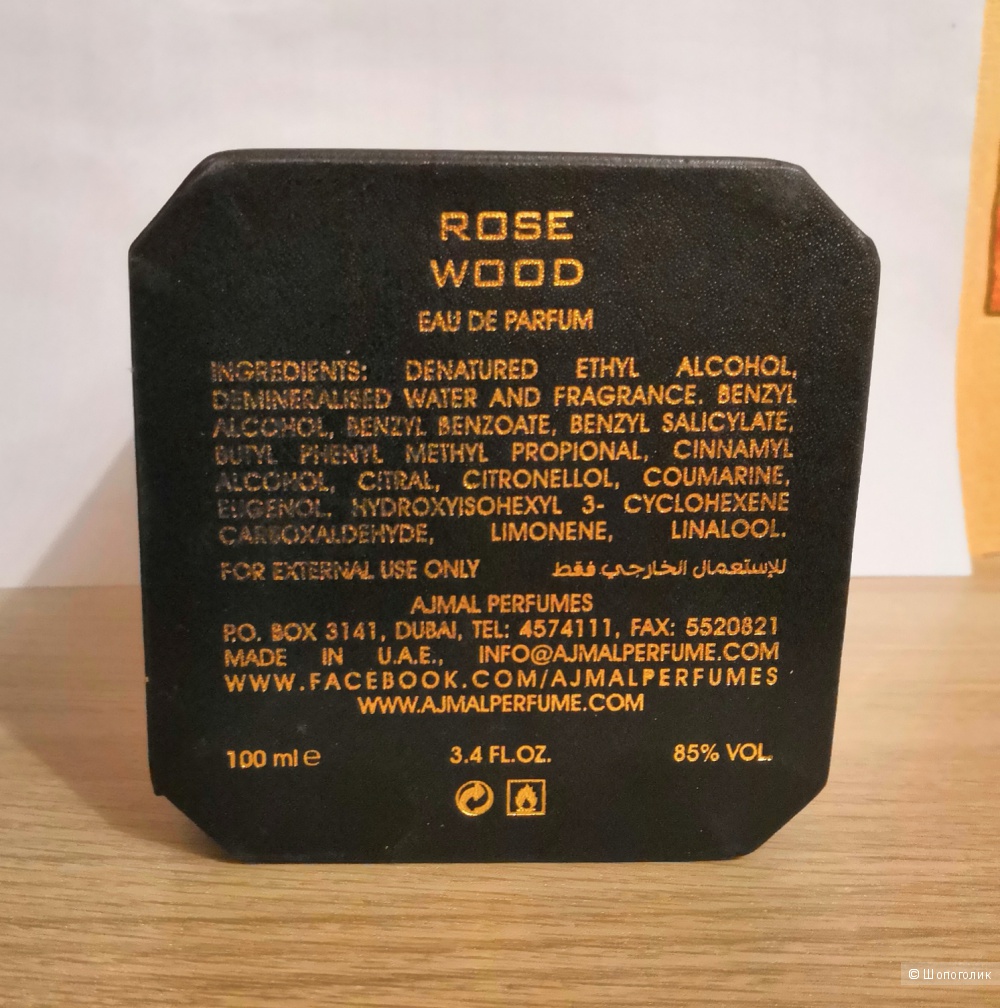 ROSE
WOOD
EAU DE PARFUM
INGREDIENTS: DENATURED ETHYL ALCOHOL,
DEMINERALISED WATER AND FRAGRANCE. BENZYL
ALCOHOL, BENZYL BENZOATE, BENZYL SALICYLATE,
BUTYL PHENYL METHYL PROPIONAL, CINNAMYL
ALCOHOL, CITRAL, CITRONELLOL, COUMARINE,
EUGENOL, HYDROXYISOHEXYL 3- CYCLOHEXENE
CARBOXALDEHYDE, LIMONENE, LINALOOL.
FOR EXTERNAL USE ONLY للإستعمال الخارجي فقط
AJMAL PERFUMES
P.O. BOX 3141, DUBAI, TEL: 4574111, FAX: 5520821
MADE IN U.A.E., INFO@AJMALPERFUME.COM
WWW.FACEBOOK.COM/AJMALPERFUMES
WWW.AJMALPERFUME.COM
100 ml e 3.4 FL.OZ. 85% VOL.
© Шопоголик